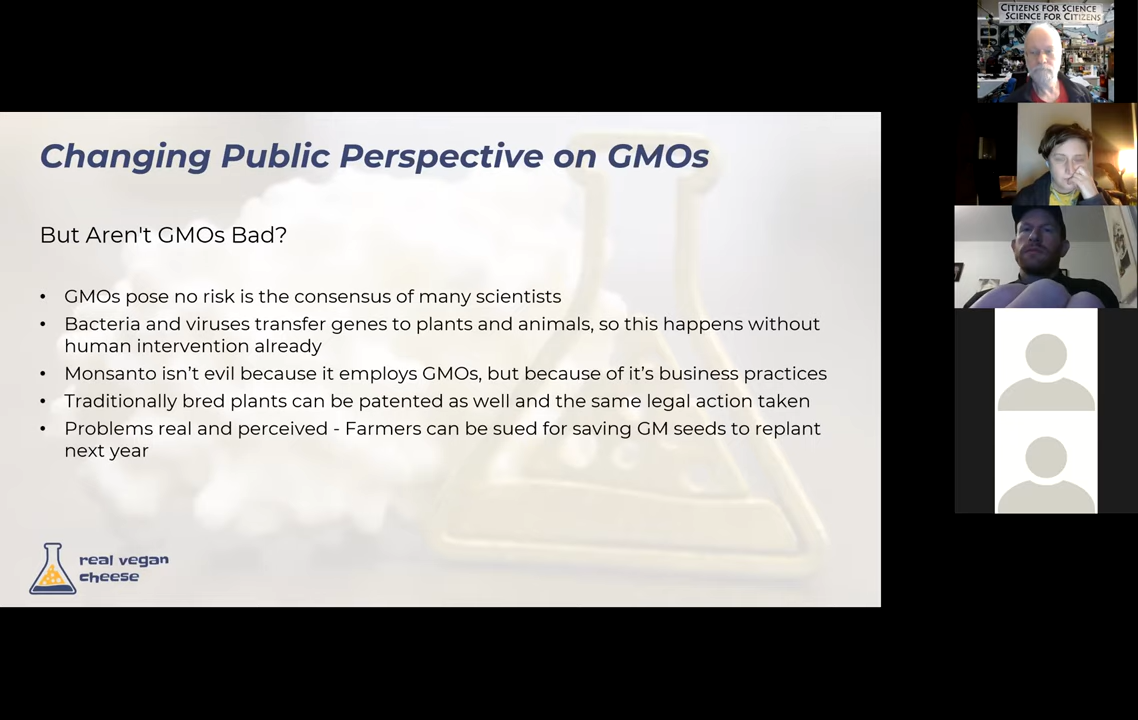 CITIZENS FOR SCIENCE
SCIENCE FOR CITIZENS
Changing Public Perspective on GMOs
But Aren't GMOs Bad?
• GMOs pose no risk is the consensus of many scientists
• Bacteria and viruses transfer genes to plants and animals, so this happens without
human intervention already
• Monsanto isn’t evil because it employs GMOs, but because of it’s business practices
• Traditionally bred plants can be patented as well and the same legal action taken
• Problems real and perceived - Farmers can be sued for saving GM seeds to replant
next year
real vegan
cheese